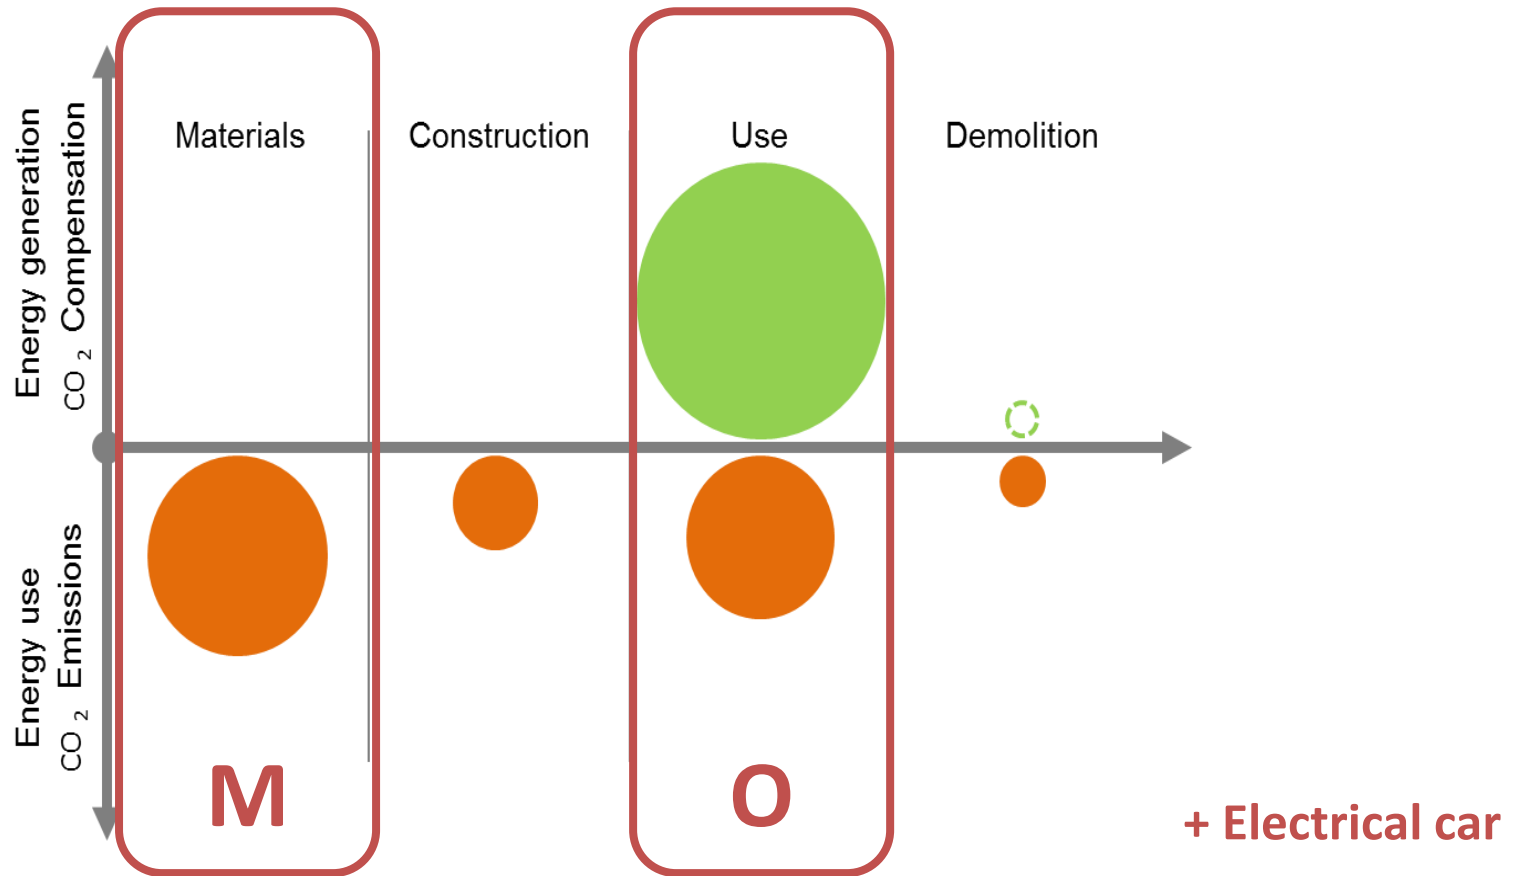 Materials
Construction
Use
Demolition
Energy generation
CO 2 Compensation
Energy use
CO 2 Emissions
M
O
+ Electrical car